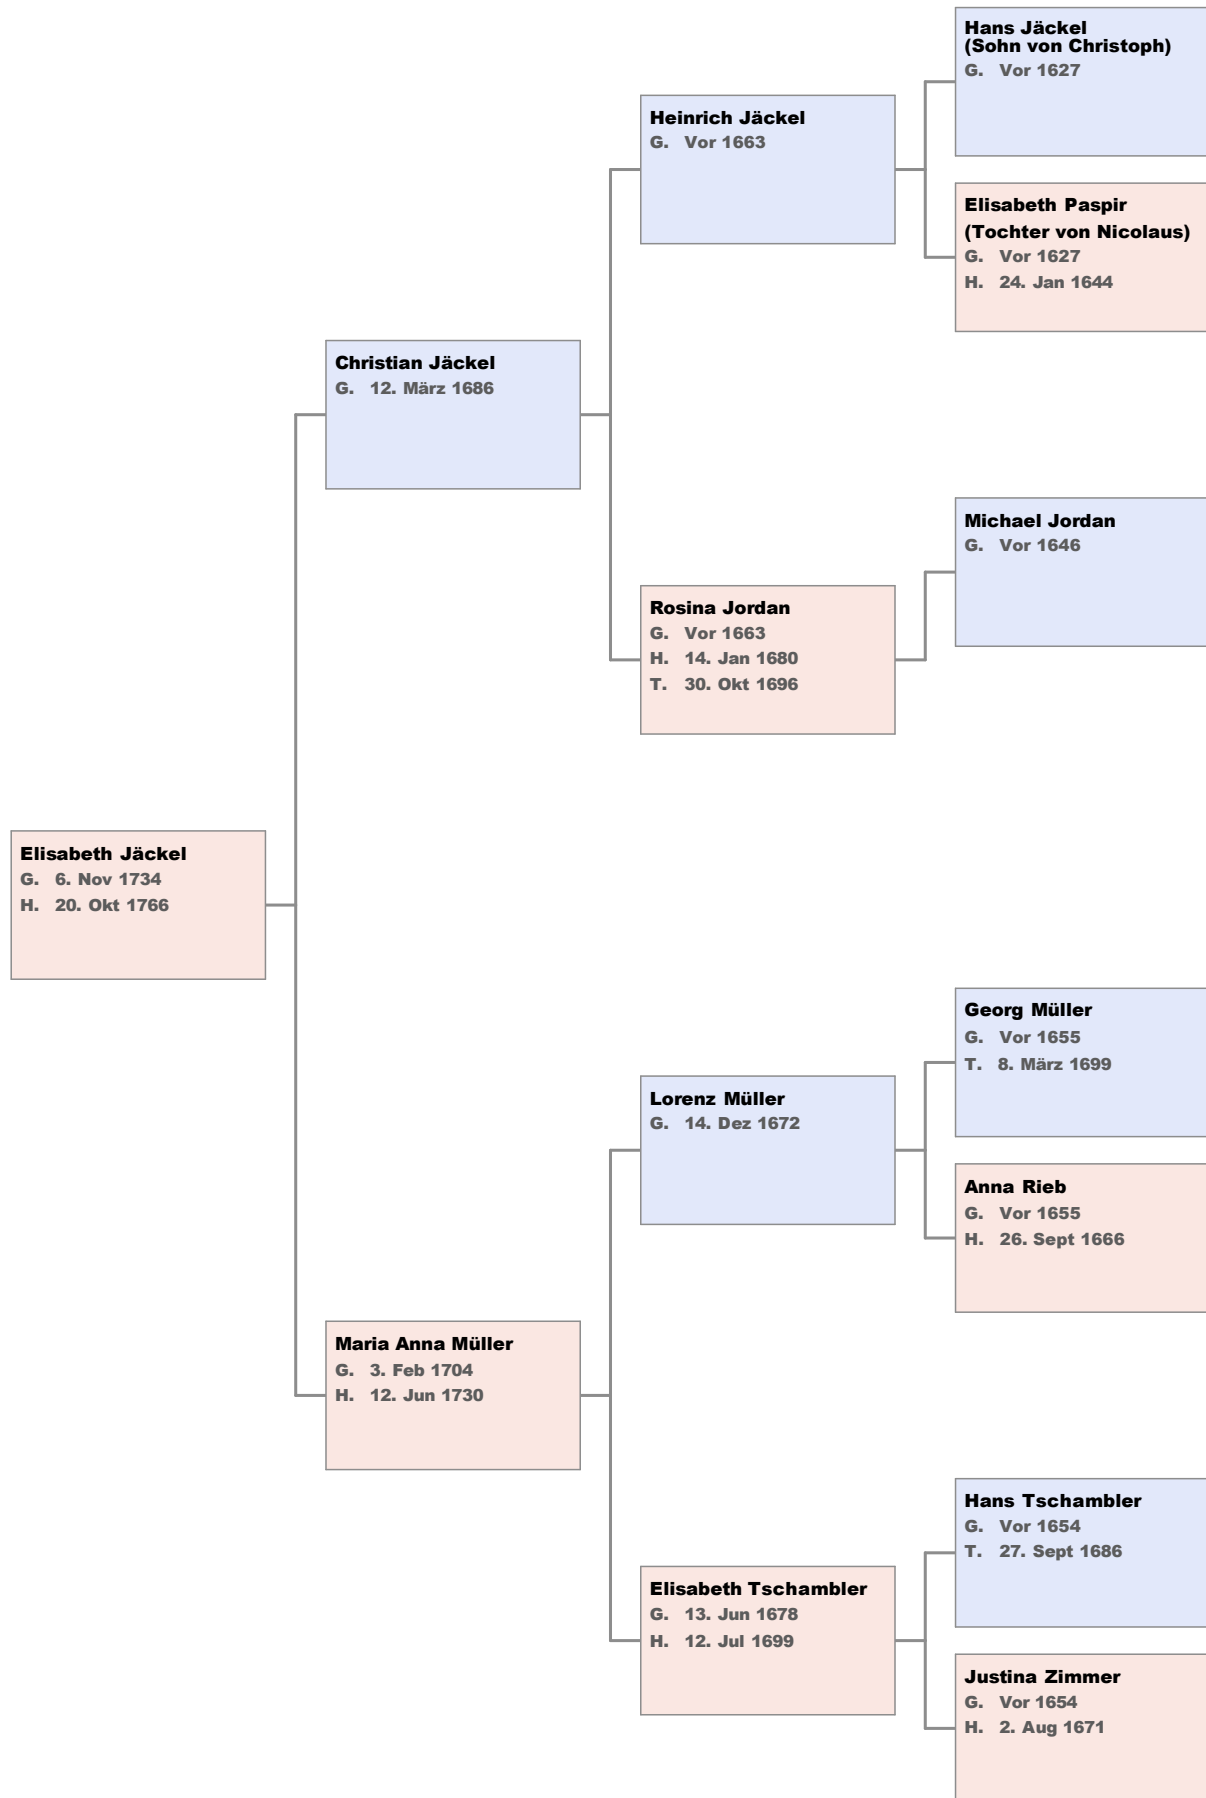 Hans Jäckel
(Sohn von Christoph)
G. Vor 1627
Heinrich Jäckel
G. Vor 1663
Elisabeth Paspir
(Tochter von Nicolaus)
G. Vor 1627
H. 24. Jan 1644
Christian Jäckel
G. 12. März 1686
Michael Jordan
G. Vor 1646
Rosina Jordan
G. Vor 1663
H. 14. Jan 1680
T. 30. Okt 1696
Elisabeth Jäckel
G. 6. Nov 1734
H. 20. Okt 1766
Georg Müller
G. Vor 1655
T. 8. März 1699
Lorenz Müller
G. 14. Dez 1672
Anna Rieb
G. Vor 1655
H. 26. Sept 1666
Maria Anna Müller
G. 3. Feb 1704
H. 12. Jun 1730
Hans Tschambler
G. Vor 1654
T. 27. Sept 1686
Elisabeth Tschambler
G. 13. Jun 1678
H. 12. Jul 1699
Justina Zimmer
G. Vor 1654
H. 2. Aug 1671